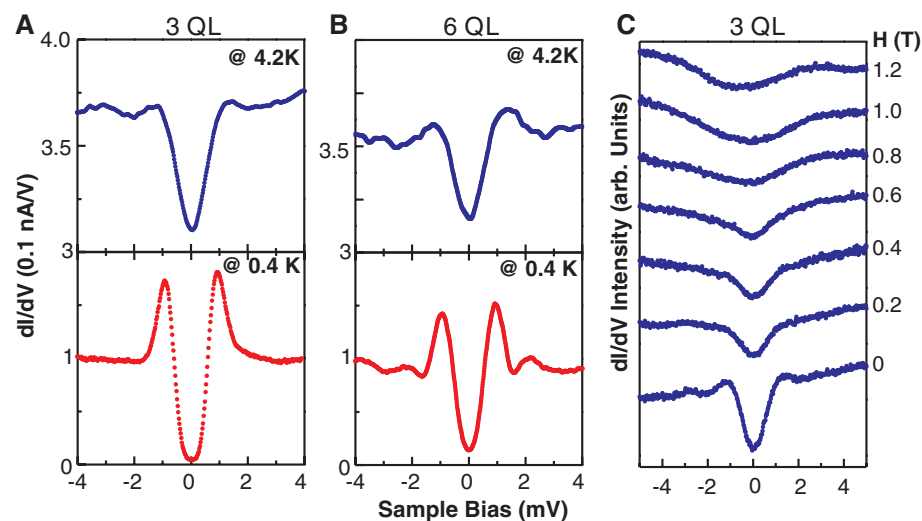 A 3 QL
B 6 QL
C 3 QL
H (T)
@ 4.2K
@ 4.2K
4.0
3.5
3
3.5
3
@ 0.4 K
@ 0.4 K
1
0
1
0
1.2
1.0
0.8
0.6
0.4
0.2
0
dI/dV (0.1 nA/V)
dI/dV Intensity (arb. Units)
-4 -2 0 2 4
-4 -2 0 2 4
-4 -2 0 2 4
Sample Bias (mV)